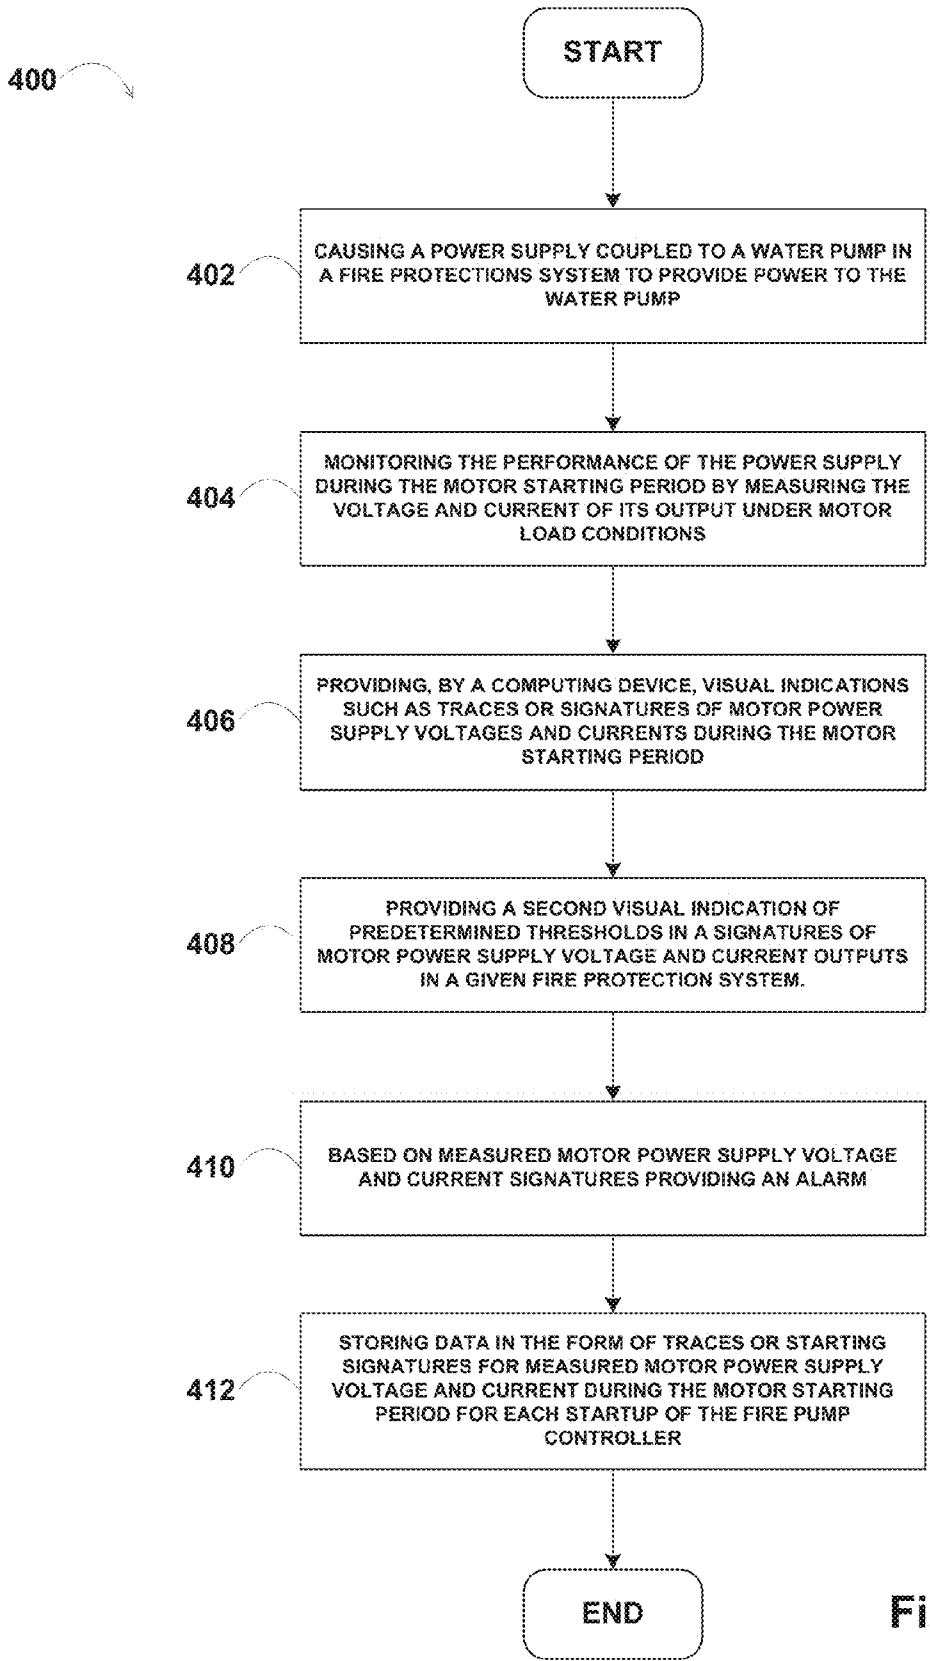 START
400
402
CAUSING A POWER SUPPLY COUPLED TO A WATER PUMP IN
A FIRE PROTECTIONS SYSTEM TO PROVIDE POWER TO THE
WATER PUMP
404
MONITORING THE PERFORMANCE OF THE POWER SUPPLY
DURING THE MOTOR STARTING PERIOD BY MEASURING THE
VOLTAGE AND CURRENT OF ITS OUTPUT UNDER MOTOR
LOAD CONDITIONS
406
PROVIDING, BY A COMPUTING DEVICE, VISUAL INDICATIONS
SUCH AS TRACES OR SIGNATURES OF MOTOR POWER
SUPPLY VOLTAGES AND CURRENTS DURING THE MOTOR
STARTING PERIOD
408
PROVIDING A SECOND VISUAL INDICATION OF
PREDETERMINED THRESHOLDS IN A SIGNATURES OF
MOTOR POWER SUPPLY VOLTAGE AND CURRENT OUTPUTS
IN A GIVEN FIRE PROTECTION SYSTEM.
410
BASED ON MEASURED MOTOR POWER SUPPLY VOLTAGE
AND CURRENT SIGNATURES PROVIDING AN ALARM
412
STORING DATA IN THE FORM OF TRACES OR STARTING
SIGNATURES FOR MEASURED MOTOR POWER SUPPLY
VOLTAGE AND CURRENT DURING THE MOTOR STARTING
PERIOD FOR EACH STARTUP OF THE FIRE PUMP
CONTROLLER
END
Fi